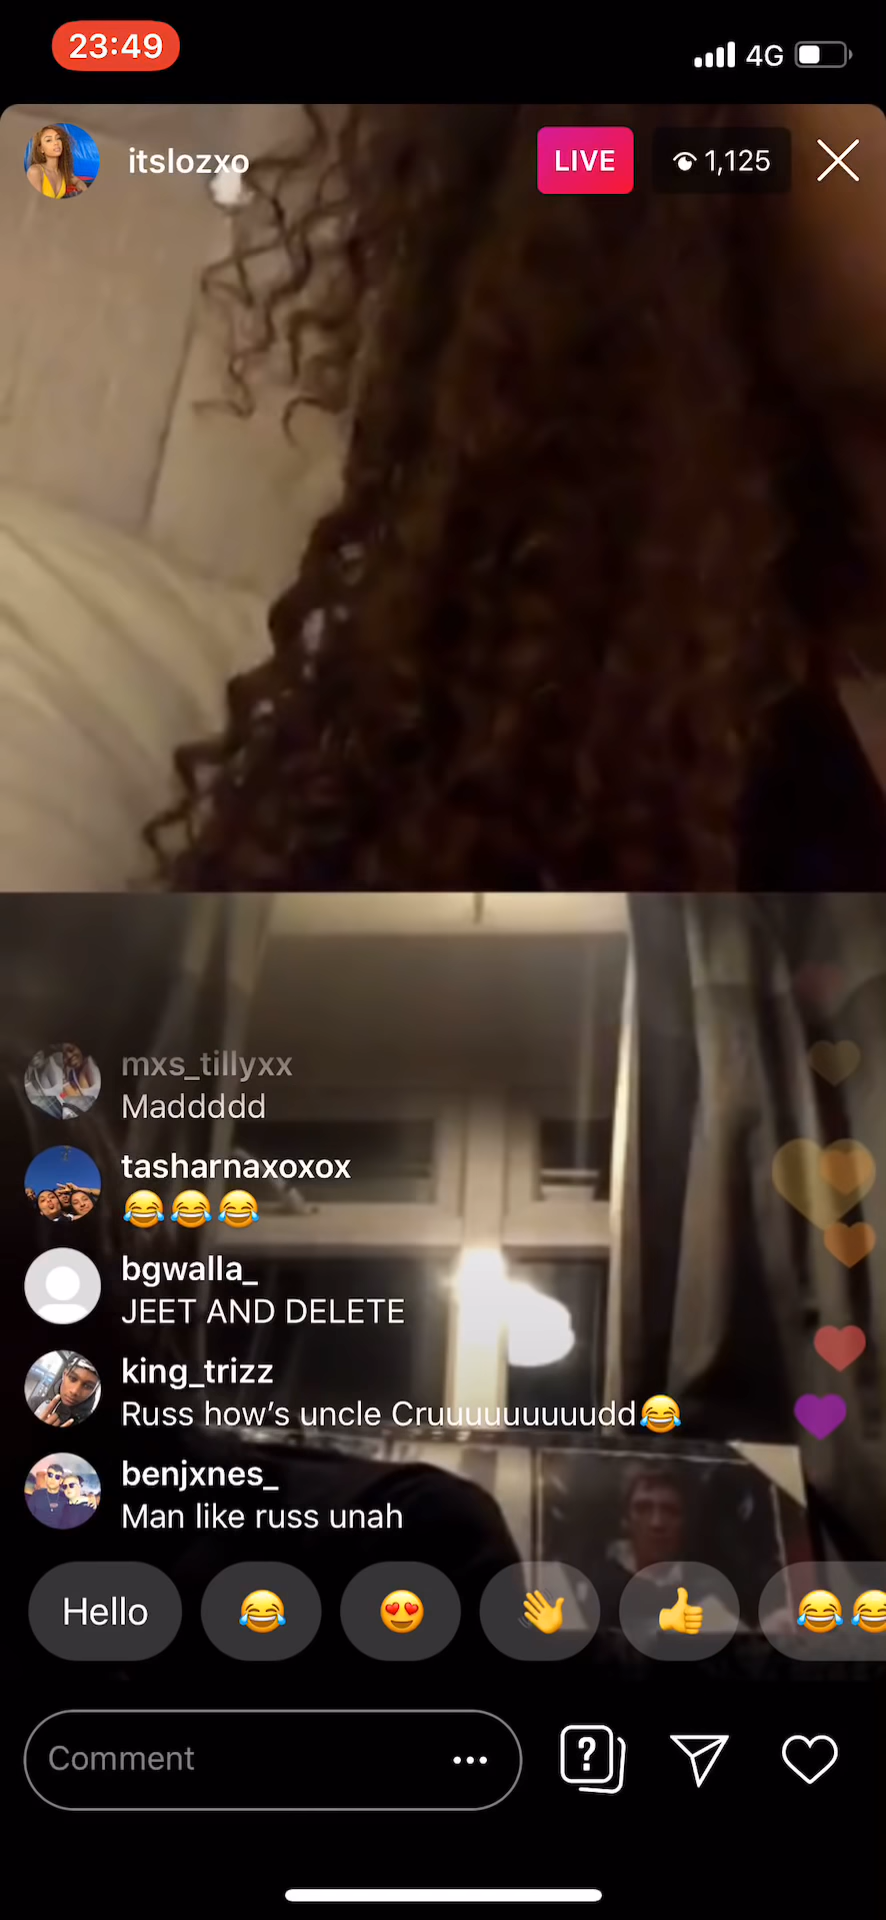 23:49
4G
itslozxo
LIVE
1,125
mxs_tillyxx
Maddddd
tasharnaxoxox
😂😂😂
bgwalla_
JEET AND DELETE
king_trizz
Russ how’s uncle Cruuuuuuuuudd😂
benjxnes_
Man like russ unah
Hello
Comment